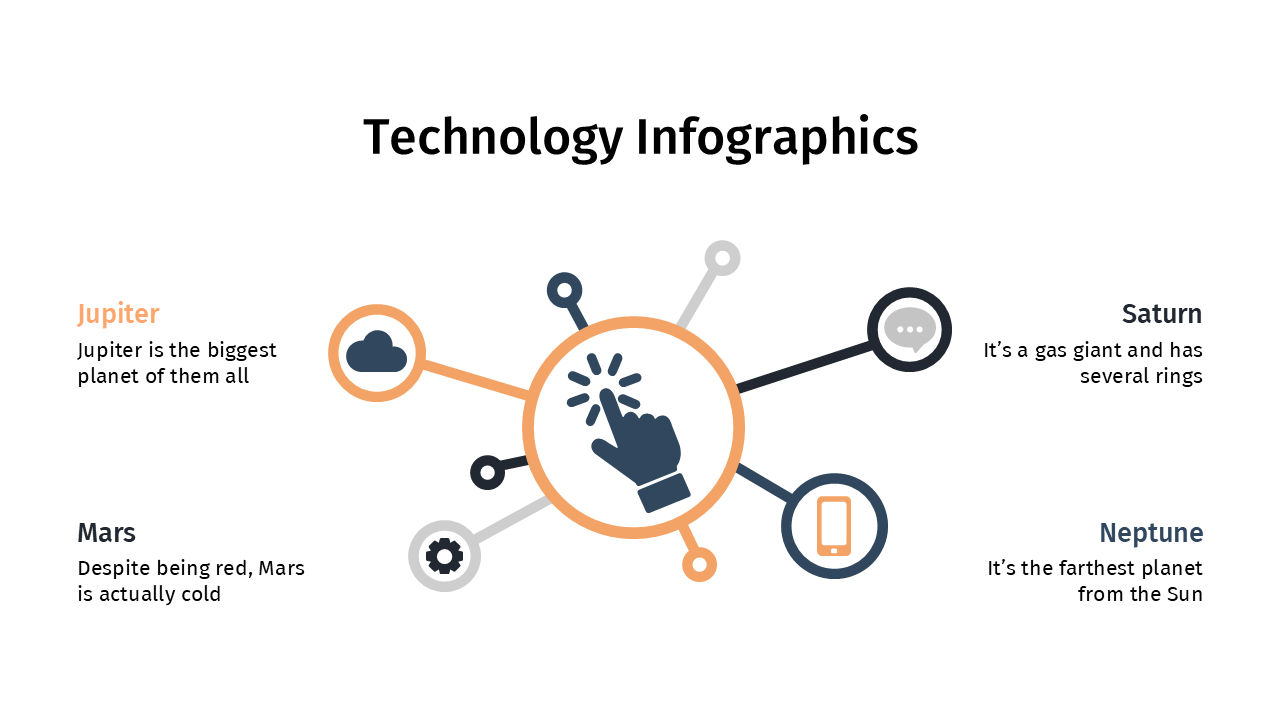 Technology Infographics
Jupiter
Jupiter is the biggest
planet of them all
Saturn
It’s a gas giant and has
several rings
Mars
Despite being red, Mars
is actually cold
Neptune
It’s the farthest planet
from the Sun